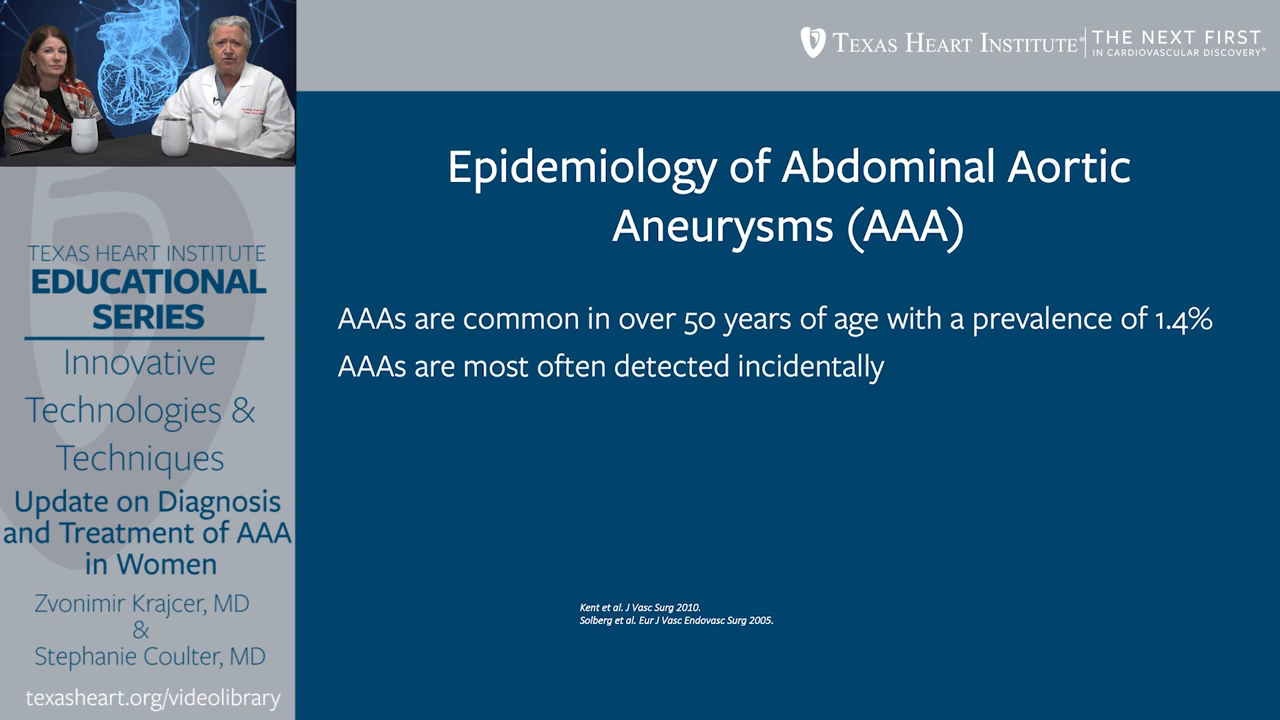 TEXAS HEART INSTITUTE®
THE NEXT FIRST
IN CARDIOVASCULAR DISCOVERY®
TEXAS HEART INSTITUTE
EDUCATIONAL
SERIES
Innovative
Technologies &
Techniques
Update on Diagnosis
and Treatment of AAA
in Women
Zvonimir Krajcer, MD
&
Stephanie Coulter, MD
texasheart.org/videolibrary
Epidemiology of Abdominal Aortic
Aneurysms (AAA)
AAAs are common in over 50 years of age with a prevalence of 1.4%
AAAs are most often detected incidentally
Kent et al. J Vasc Surg 2010.
Solberg et al. Eur J Vasc Endovasc Surg 2005.